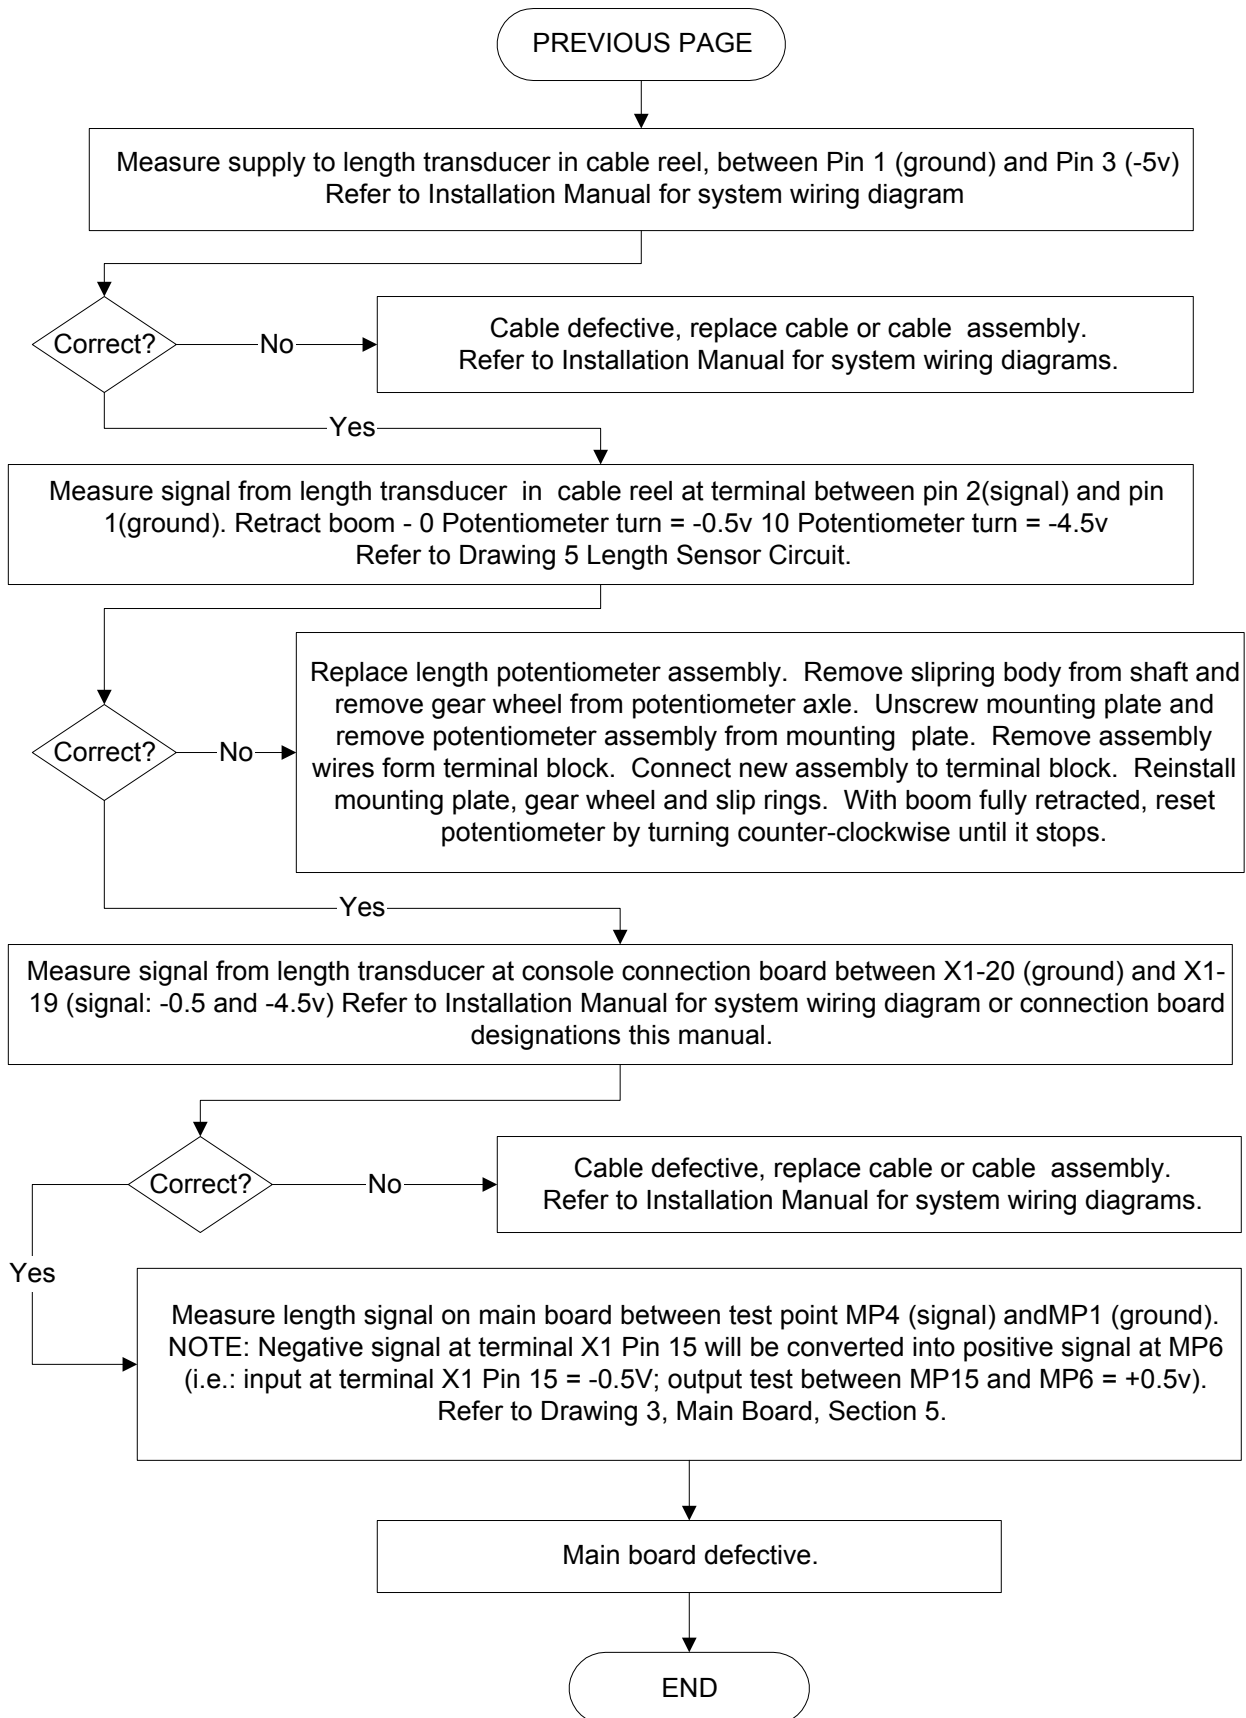 PREVIOUS PAGE
Measure supply to length transducer in cable reel, between Pin 1 (ground) and Pin 3 (-5v)
Refer to Installation Manual for system wiring diagram
Correct?
No
Cable defective, replace cable or cable assembly.
Refer to Installation Manual for system wiring diagrams.
Yes
Measure signal from length transducer in cable reel at terminal between pin 2(signal) and pin
1(ground). Retract boom - 0 Potentiometer turn = -0.5v 10 Potentiometer turn = -4.5v
Refer to Drawing 5 Length Sensor Circuit.
Correct?
No
Replace length potentiometer assembly. Remove slipring body from shaft and
remove gear wheel from potentiometer axle. Unscrew mounting plate and
remove potentiometer assembly from mounting plate. Remove assembly
wires form terminal block. Connect new assembly to terminal block. Reinstall
mounting plate, gear wheel and slip rings. With boom fully retracted, reset
potentiometer by turning counter-clockwise until it stops.
Yes
Measure signal from length transducer at console connection board between X1-20 (ground) and X1-
19 (signal: -0.5 and -4.5v) Refer to Installation Manual for system wiring diagram or connection board
designations this manual.
Correct?
No
Cable defective, replace cable or cable assembly.
Refer to Installation Manual for system wiring diagrams.
Yes
Measure length signal on main board between test point MP4 (signal) andMP1 (ground).
NOTE: Negative signal at terminal X1 Pin 15 will be converted into positive signal at MP6
(i.e.: input at terminal X1 Pin 15 = -0.5V; output test between MP15 and MP6 = +0.5v).
Refer to Drawing 3, Main Board, Section 5.
Main board defective.
END